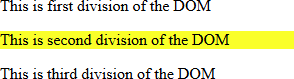 This is first division of the DOM
This is second division of the DOM
This is third division of the DOM